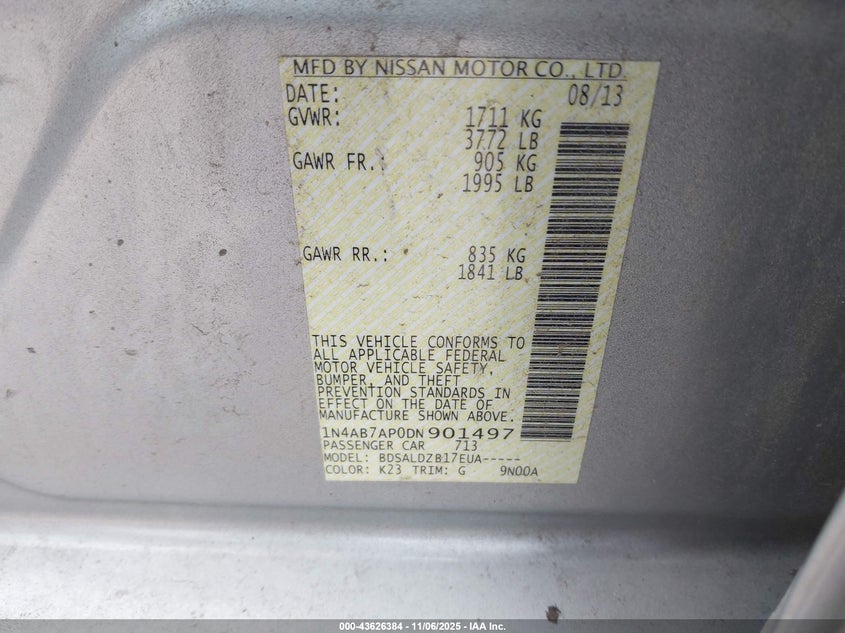 MFD BY NISSAN MOTOR CO., LTD.
DATE: 08/13
GVWR: 1711 KG
3772 LB
GAWR FR.: 905 KG
1995 LB
GAWR RR.: 835 KG
1841 LB
THIS VEHICLE CONFORMS TO
ALL APPLICABLE FEDERAL
MOTOR VEHICLE SAFETY,
BUMPER, AND THEFT
PREVENTION STANDARDS IN
EFFECT ON THE DATE OF
MANUFACTURE SHOWN ABOVE.
1N4AB7AP0DN901497
PASSENGER CAR 713
MODEL: BDSALDZB17EUA-----
COLOR: K23 TRIM: G 9N00A
000-43626384 - 11/06/2025 - IAA Inc.